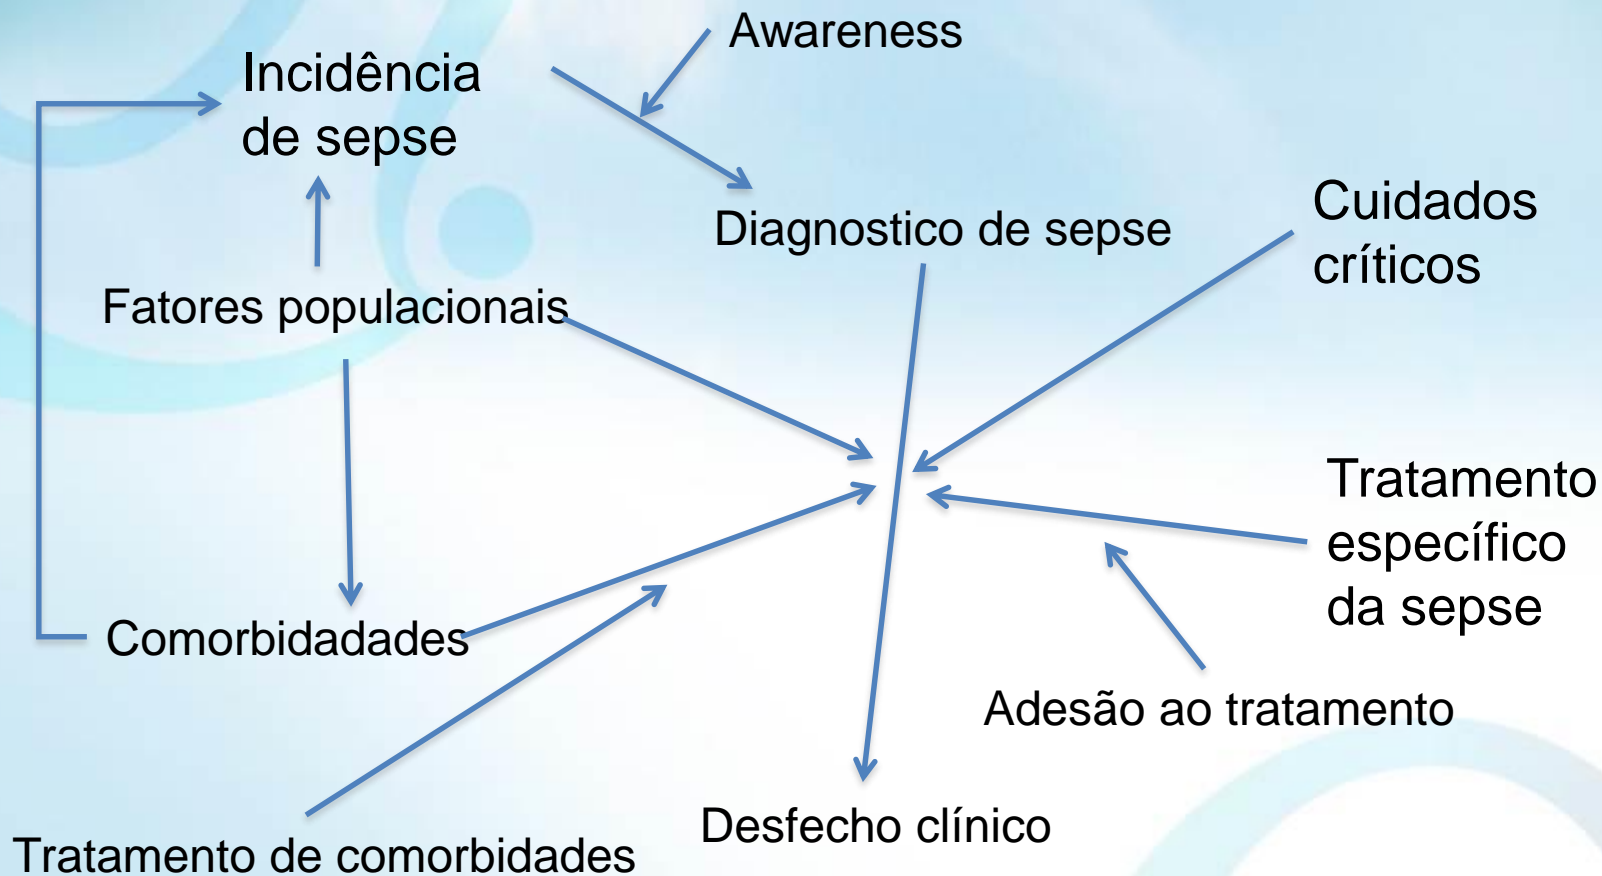 Awareness
Incidência
de sepse
Cuidados
críticos
Diagnostico de sepse
Fatores populacionais
Tratamento
específico
da sepse
Comorbidadades
Adesão ao tratamento
Desfecho clínico
Tratamento de comorbidades